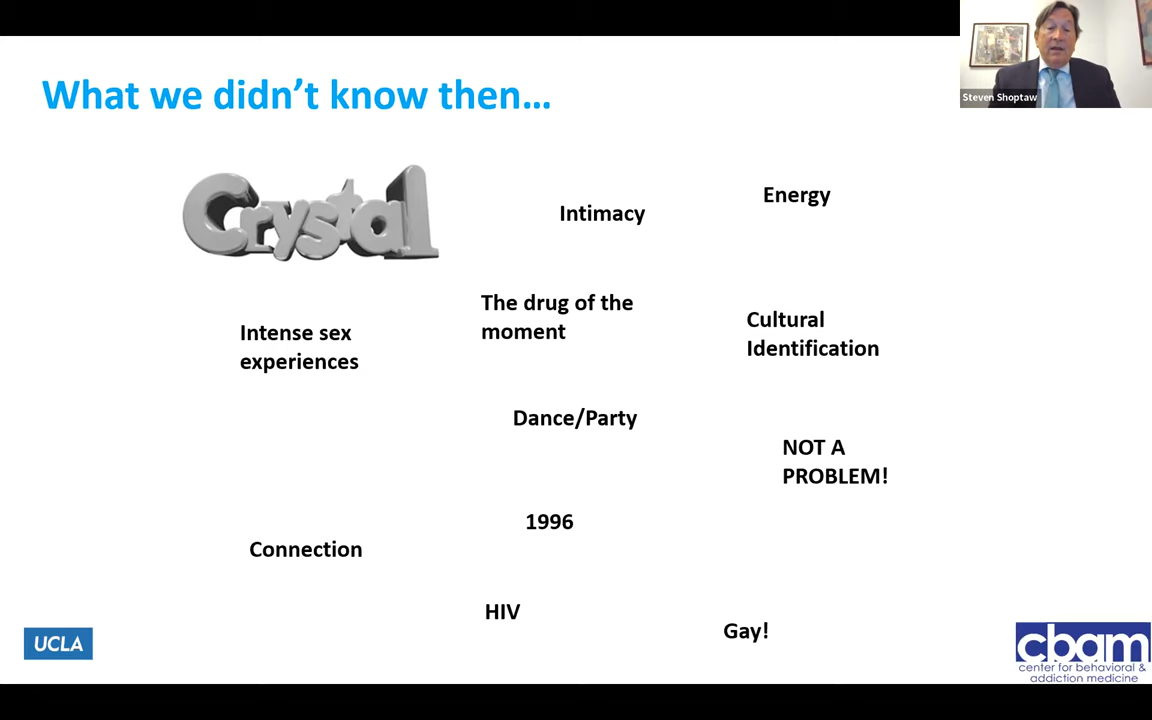 What we didn’t know then…
Steven Shoptaw
Crystal
Intimacy
Energy
Intense sex
experiences
The drug of the
moment
Cultural
Identification
Dance/Party
NOT A
PROBLEM!
1996
Connection
HIV
Gay!
UCLA
cbam
center for behavioral &
addiction medicine